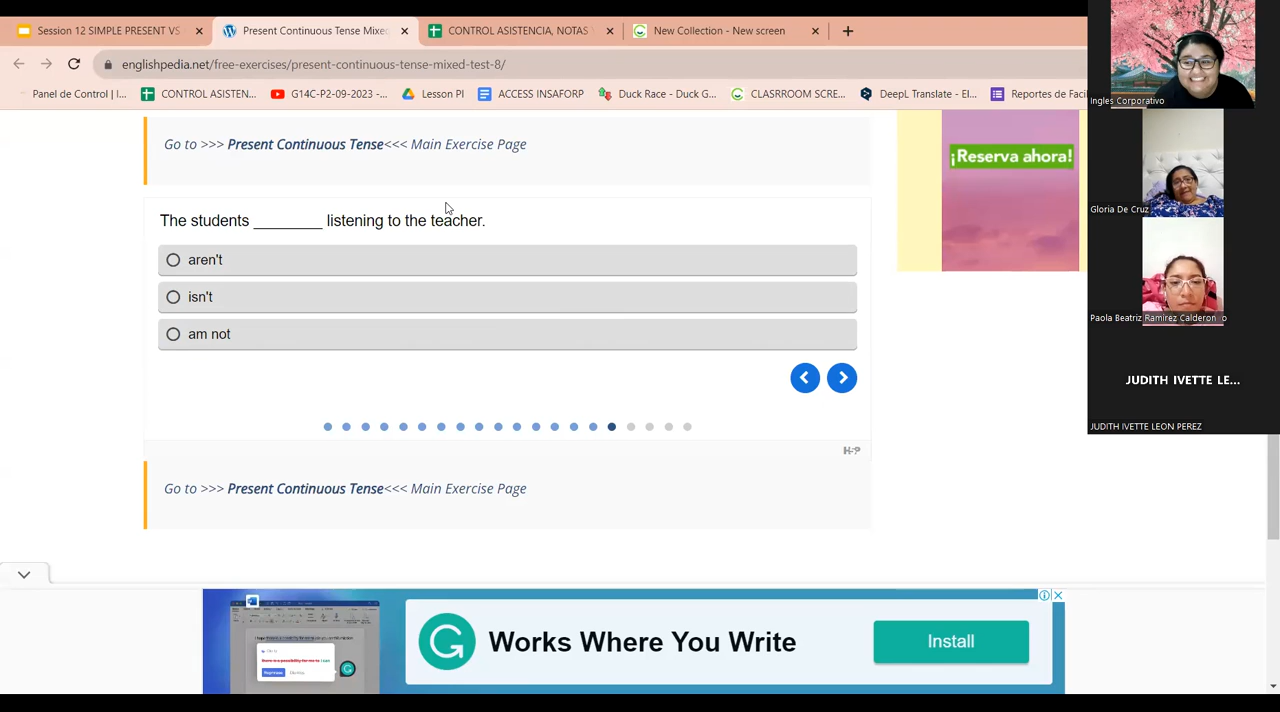 Session 12 SIMPLE PRESENT VS
Present Continuous Tense Mixe
CONTROL ASISTENCIA, NOTAS
New Collection - New screen
englishpedia.net/free-exercises/present-continuous-tense-mixed-test-8/
Panel de Control | I...
CONTROL ASISTEN...
G14C-P2-09-2023 -...
Lesson Pl
ACCESS INSAFORP
Duck Race - Duck G...
CLASRROOM SCRE...
DeepL Translate - El...
Reportes de Facil
Ingles Corporativo
Go to >>> Present Continuous Tense<<< Main Exercise Page
¡Reserva ahora!
Gloria De Cruz
The students ________ listening to the teacher.
aren't
isn't
am not
Paola Beatriz Ramirez Calderon o
JUDITH IVETTE LE...
JUDITH IVETTE LEON PEREZ
H-P
Go to >>> Present Continuous Tense<<< Main Exercise Page
Works Where You Write
Install